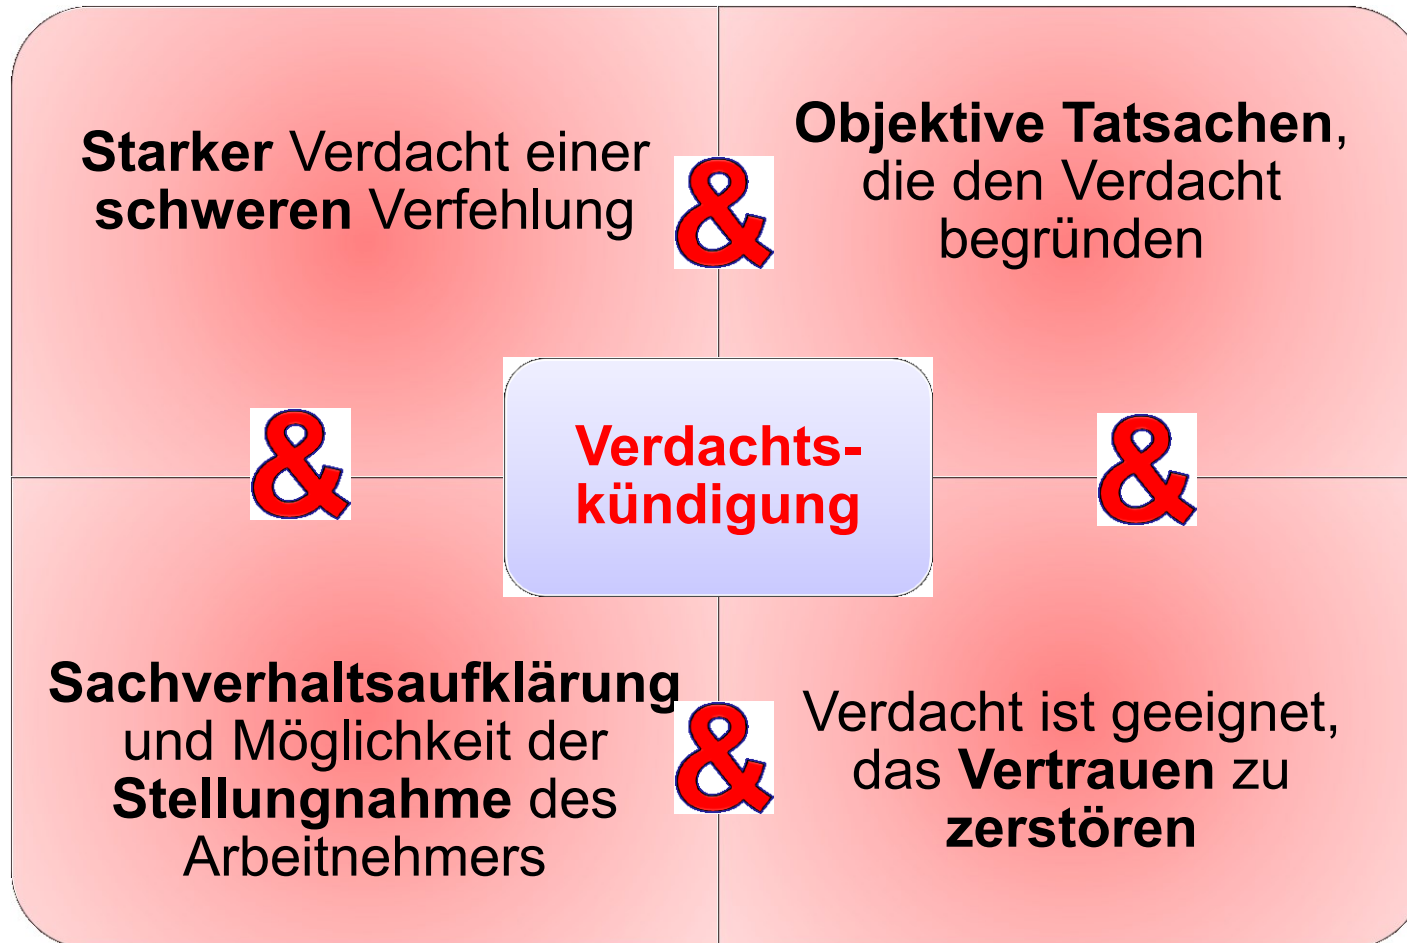 Starker Verdacht einer
schweren Verfehlung
&
Objektive Tatsachen,
die den Verdacht
begründen
&
Verdachts-
kündigung
&
Sachverhaltsaufklärung
und Möglichkeit der
Stellungnahme des
Arbeitnehmers
&
Verdacht ist geeignet,
das Vertrauen zu
zerstören